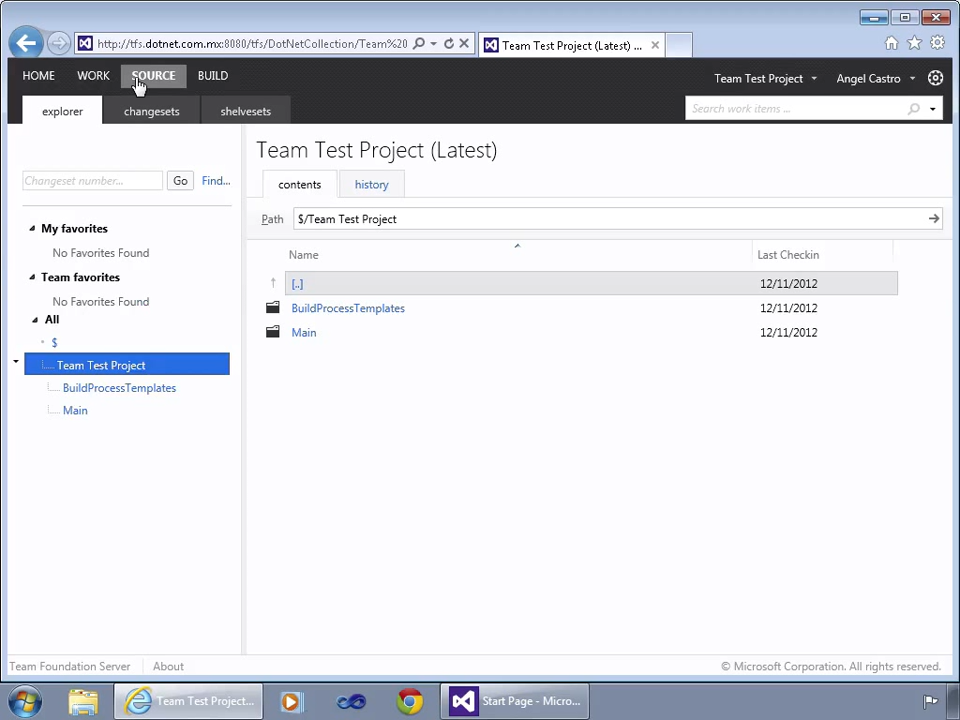 http://tfs.dotnet.com.mx:8080/tfs/DotNetCollection/Team%20
Team Test Project (Latest) ...
HOME WORK SOURCE BUILD
Team Test Project
Angel Castro
explorer changesets shelvesets
Search work items ...
Team Test Project (Latest)
Changeset number... Go Find...
contents history
Path $/Team Test Project
My favorites
No Favorites Found
Team favorites
No Favorites Found
All
$
Team Test Project
BuildProcessTemplates
Main
Name Last Checkin
[..] 12/11/2012
BuildProcessTemplates 12/11/2012
Main 12/11/2012
Team Foundation Server About
© Microsoft Corporation. All rights reserved.
Team Test Project... Start Page - Micro...